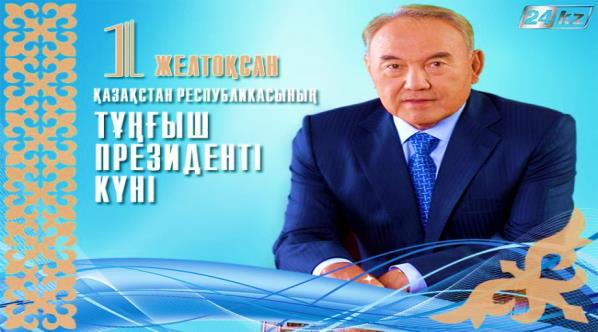 24kz
1 ЖЕЛТОҚСАН
ҚАЗАҚСТАН РЕСПУБЛИКАСЫНЫҢ
ТҰҢҒЫШ
ПРЕЗИДЕНТІ
КҮНІ